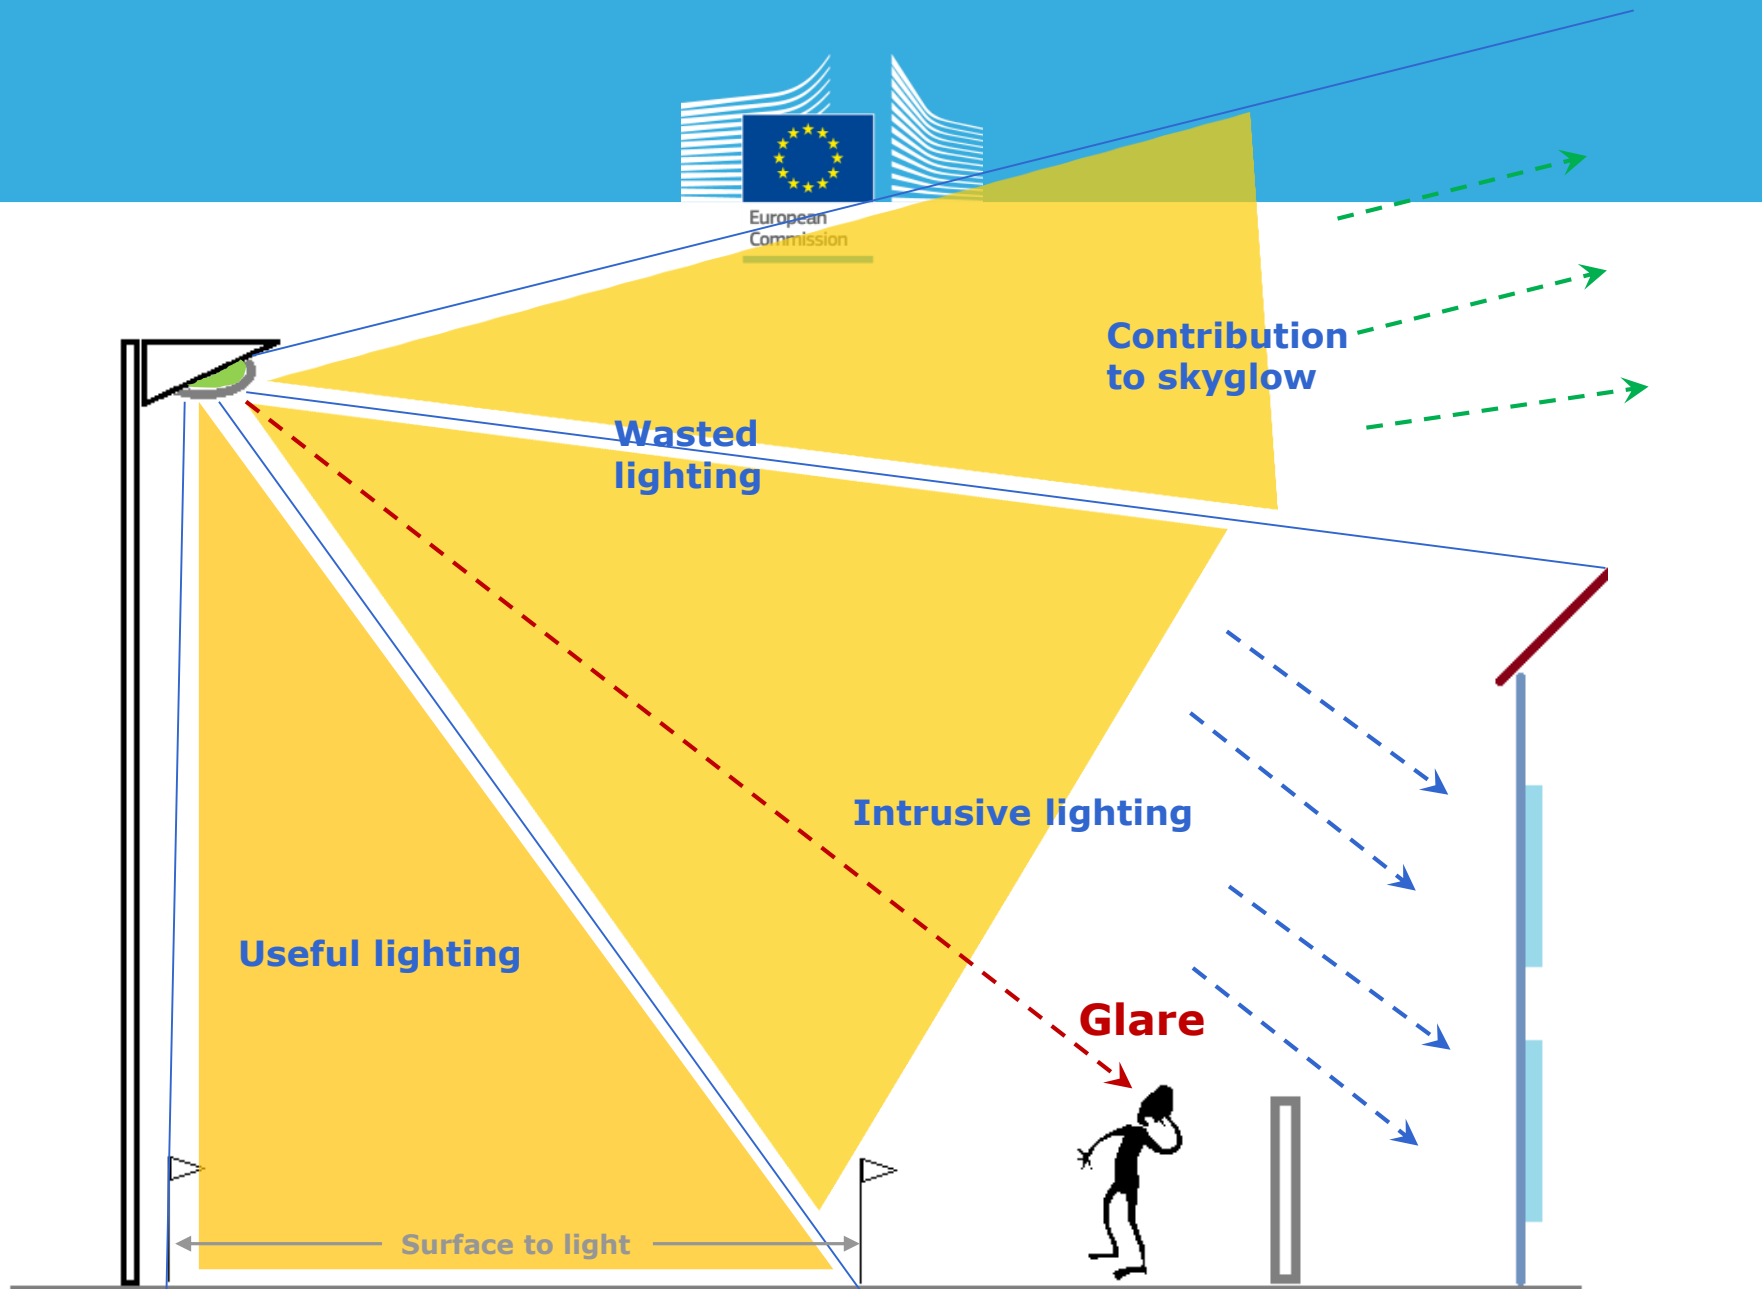 European
Commission
Contribution
to skyglow
Wasted
lighting
Intrusive lighting
Useful lighting
Glare
Surface to light